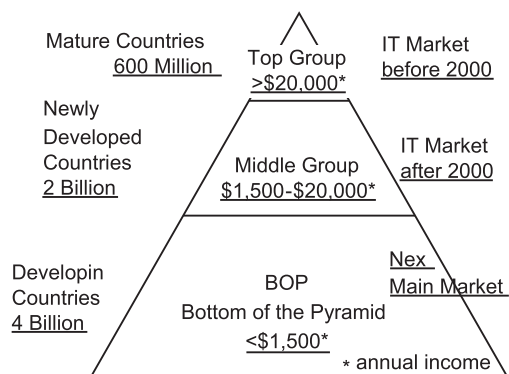 Mature Countries
600 Million
Top Group
>$20,000*
IT Market
before 2000
Newly
Developed
Countries
2 Billion
Middle Group
$1,500-$20,000*
IT Market
after 2000
Developin
Countries
4 Billion
BOP
Bottom of the Pyramid
<$1,500*
Nex
Main Market
* annual income